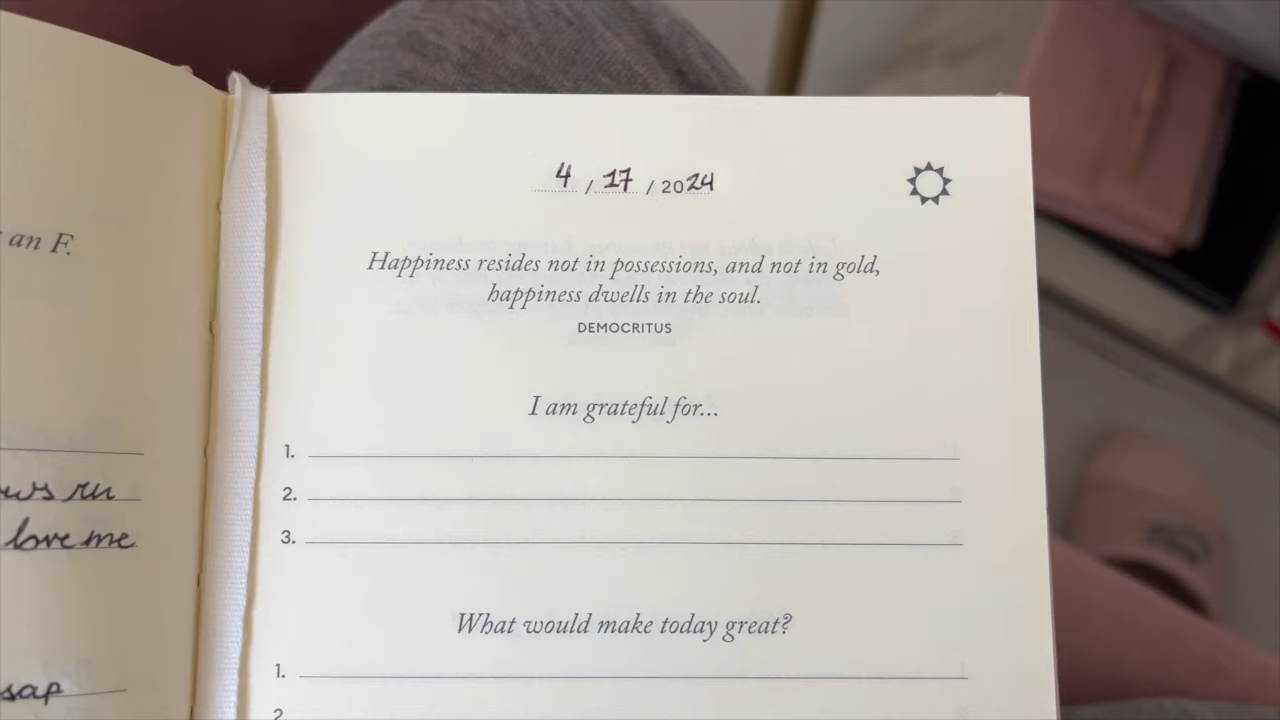 an F.
love me
sap
4 / 17 / 2024
Happiness resides not in possessions, and not in gold,
happiness dwells in the soul.
DEMOCRITUS
I am grateful for...
1.
2.
3.
What would make today great?
1.
2.